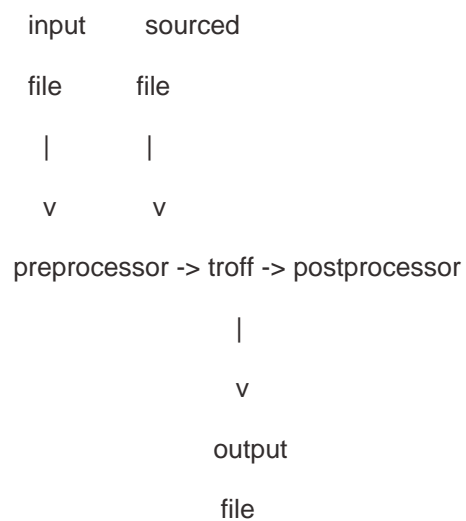 input sourced
file file
| |
v v
preprocessor -> troff -> postprocessor
|
v
output
file